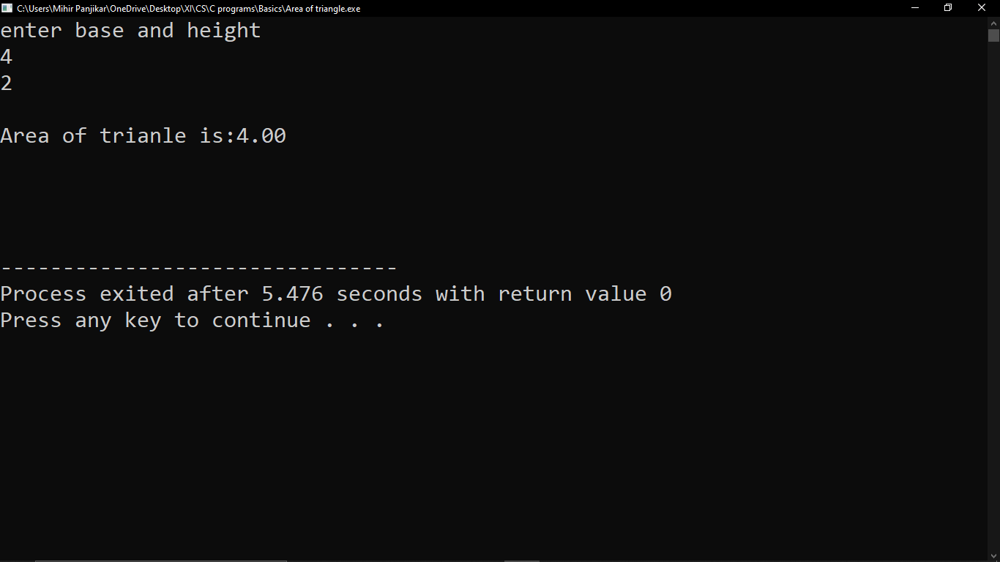 C:\Users\Mihir Panjikar\OneDrive\Desktop\XI\CS\C programs\Basics\Area of triangle.exe
enter base and height
4
2
Area of trianle is:4.00
--------------------------------
Process exited after 5.476 seconds with return value 0
Press any key to continue . . .